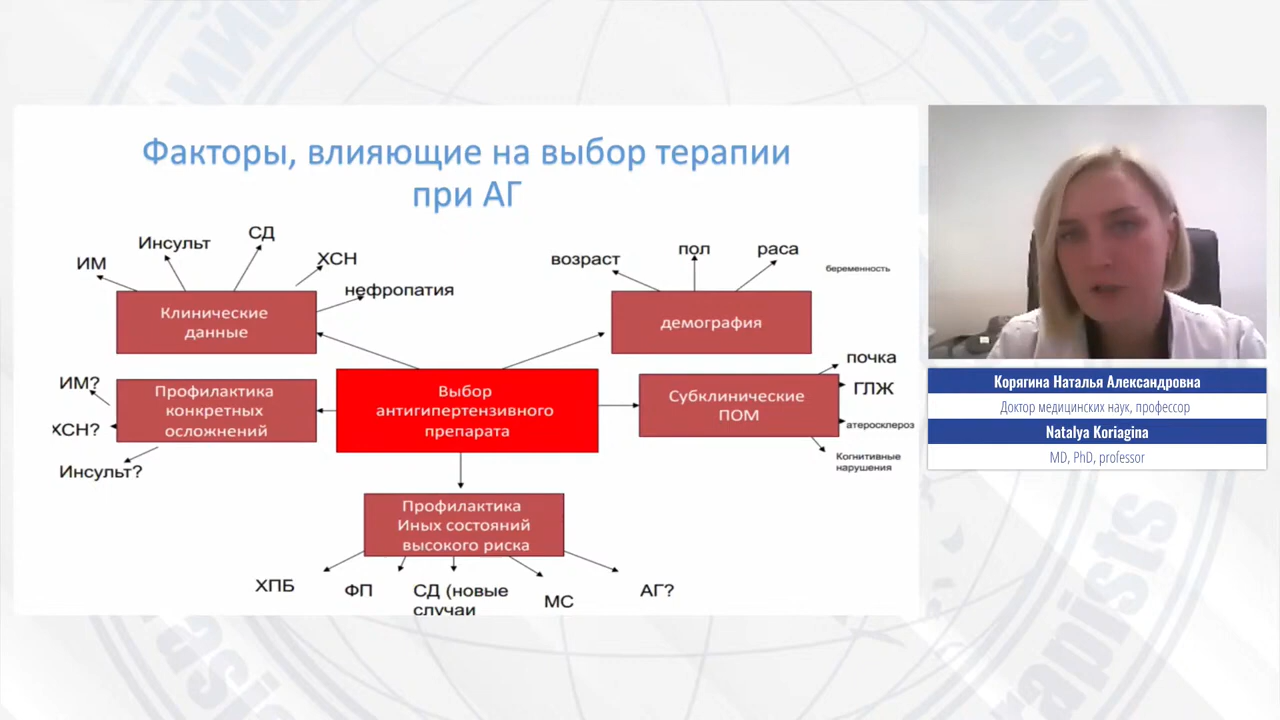 Факторы, влияющие на выбор терапии
при АГ
ИМ
Инсульт
СД
ХСН
нефропатия
Клинические
данные
возраст
пол
раса
беременность
демография
ИМ?
ХСН?
Инсульт?
Профилактика
конкретных
осложнений
Выбор
антигипертензивного
препарата
Субклинические
ПОМ
почка
ГЛЖ
атеросклероз
Когнитивные
нарушения
Профилактика
Иных состояний
высокого риска
ХПБ
ФП
СД (новые
случаи
МС
АГ?
Корягина Наталья Александровна
Доктор медицинских наук, профессор
Natalya Koriagina
MD, PhD, professor